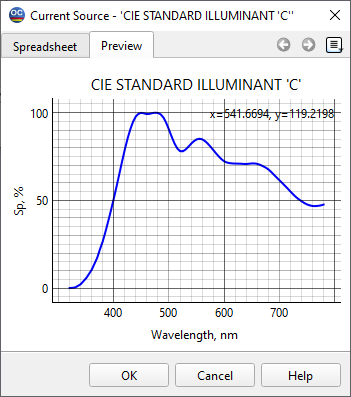 OC Current Source - 'CIE STANDARD ILLUMINANT 'C''
Spreadsheet Preview
CIE STANDARD ILLUMINANT 'C'
x=541.6694, y=119.2198
100
50
0
Sp, %
400 500 600 700
Wavelength, nm
OK Cancel Help